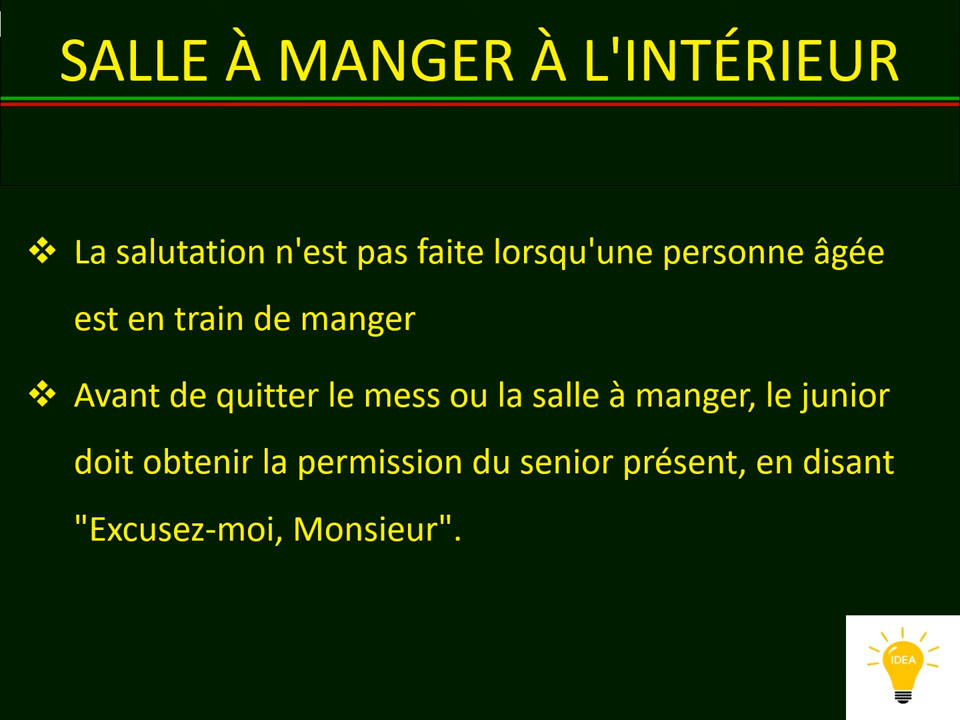 SALLE À MANGER À L'INTÉRIEUR
❖ La salutation n'est pas faite lorsqu'une personne âgée
est en train de manger
❖ Avant de quitter le mess ou la salle à manger, le junior
doit obtenir la permission du senior présent, en disant
"Excusez-moi, Monsieur".
IDEA